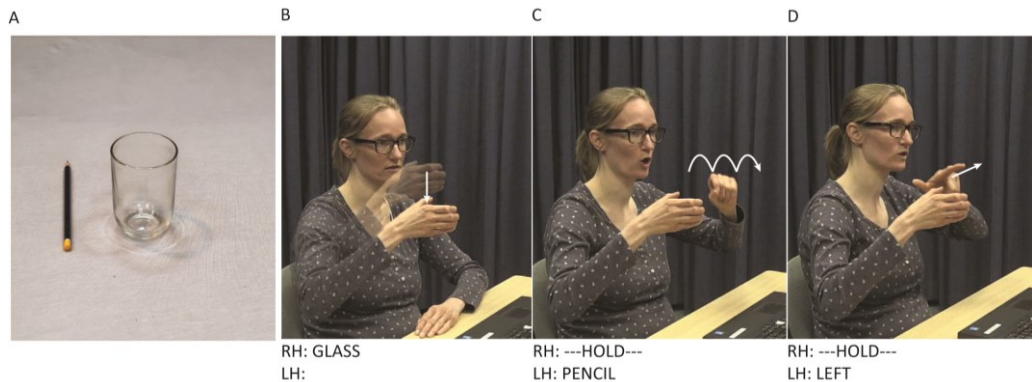 A
B
C
D
RH: GLASS
LH:
RH: ---HOLD---
LH: PENCIL
RH: ---HOLD---
LH: LEFT